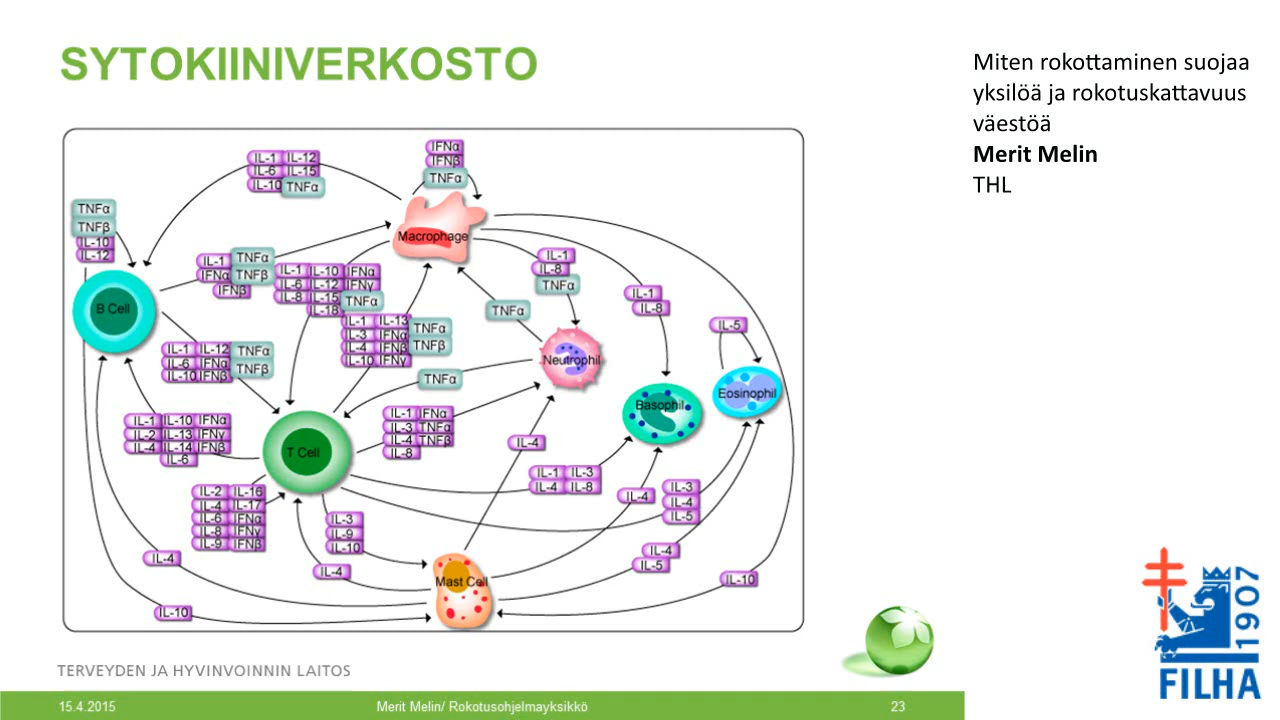 SYTOKIINIVERKOSTO
Miten rokottaminen suojaa
yksilöä ja rokotuskattavuus
väestöä
Merit Melin
THL
IFNα
IFNβ
TNFα
IL-1 IL-12
IL-6 IL-15
IL-10 TNFα
TNFα
TNFβ
IL-10
IL-12
Macrophage
IL-1 TNFα
IFNα TNFβ
IFNβ
IL-1 IL-10 IFNα
IL-6 IL-12 IFNγ
IL-8 IL-15 TNFα
IL-18
IL-1
IL-8
TNFα
IL-1
IL-8
B Cell
TNFα
IL-1 IL-13 TNFα
IL-3 IFNα
IL-4 IFNβ TNFβ
IL-10 IFNγ
IL-5
IL-1 IL-12 TNFα
IL-6 IFNα
IL-10 IFNβ TNFβ
Neutrophil
TNFα
Eosinophil
Basophil
IL-1 IL-10 IFNα
IL-2 IL-13 IFNγ
IL-4 IL-14 IFNβ
IL-6
IL-1 IFNα
IL-3 TNFα
IL-4 TNFβ
IL-8
T Cell
IL-4
IL-1 IL-3
IL-4 IL-8
IL-2 IL-16
IL-4 IL-17
IL-6 IFNα
IL-8 IFNγ
IL-9 IFNβ
IL-4
IL-3
IL-4
IL-5
IL-3
IL-9
IL-10
IL-4
IL-4
IL-4
IL-5
Mast Cell
IL-10
IL-10
TERVEYDEN JA HYVINVOINNIN LAITOS
15.4.2015
Merit Melin/ Rokotusohjelmayksikkö
23
1907
FILHA